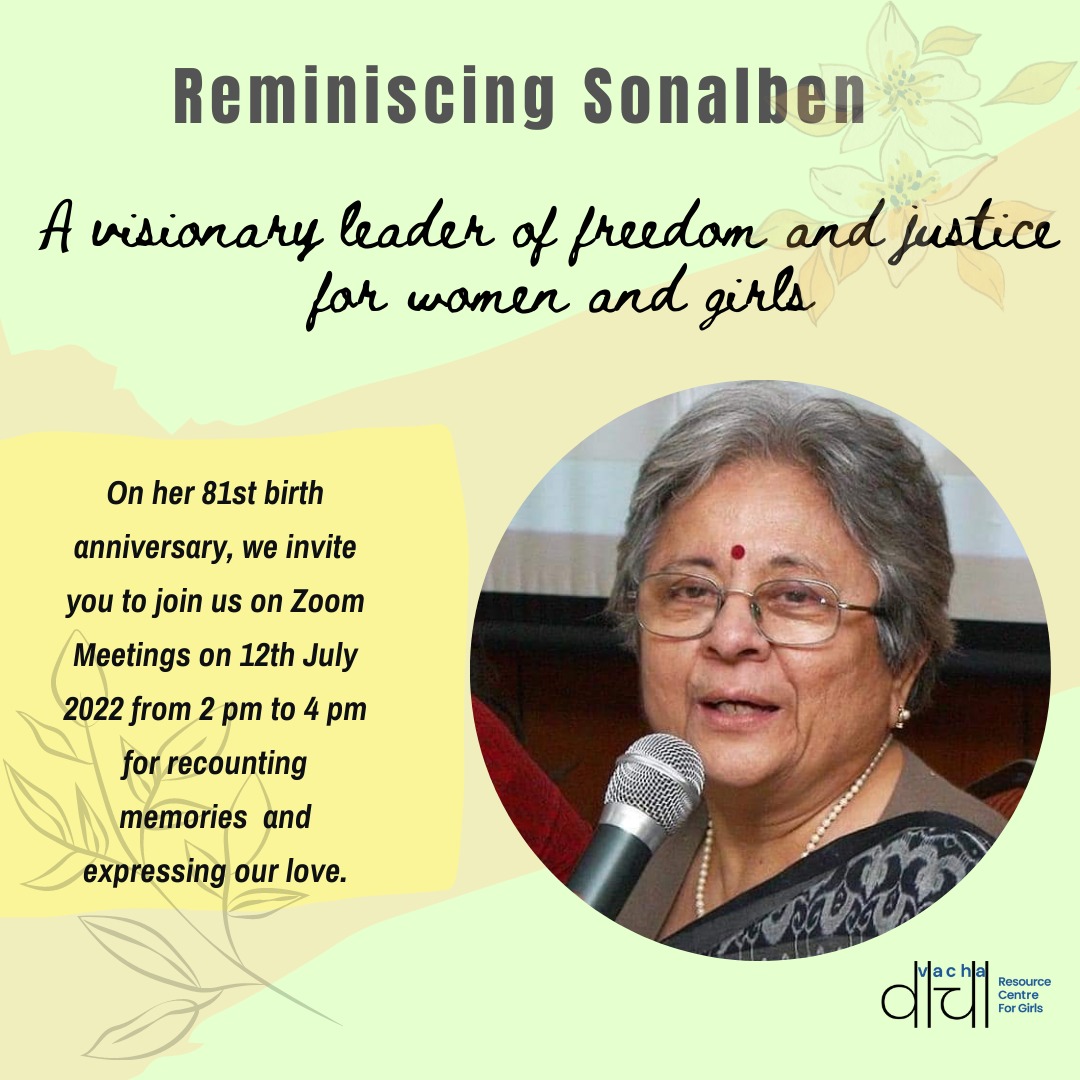 Reminiscing Sonalben
A visionary leader of freedom and justice
for women and girls
On her 81st birth
anniversary, we invite
you to join us on Zoom
Meetings on 12th July
2022 from 2 pm to 4 pm
for recounting
memories and
expressing our love.
vacha
वाचा
Resource
Centre
For Girls